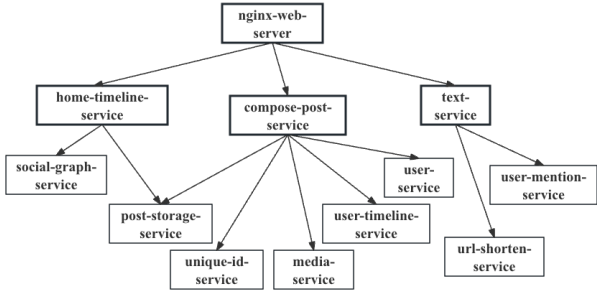 nginx-web-
server
home-timeline-
service
compose-post-
service
text-
service
social-graph-
service
user-
service
user-mention-
service
post-storage-
service
user-timeline-
service
unique-id-
service
media-
service
url-shorten-
service